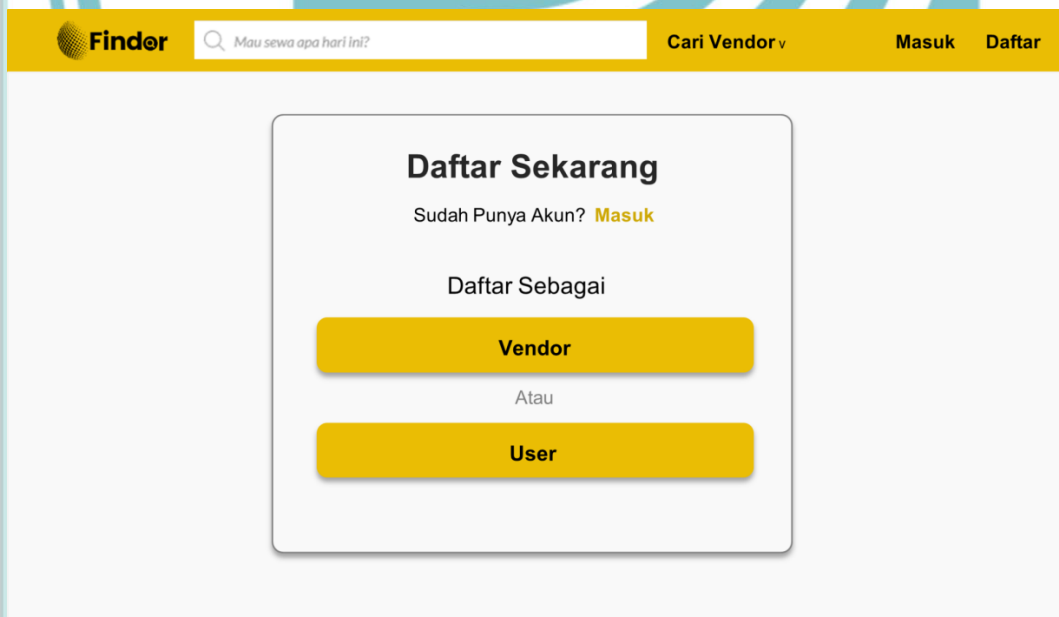 Findor
Mau sewa apa hari ini?
Cari Vendor v
Masuk
Daftar
Daftar Sekarang
Sudah Punya Akun? Masuk
Daftar Sebagai
Vendor
Atau
User